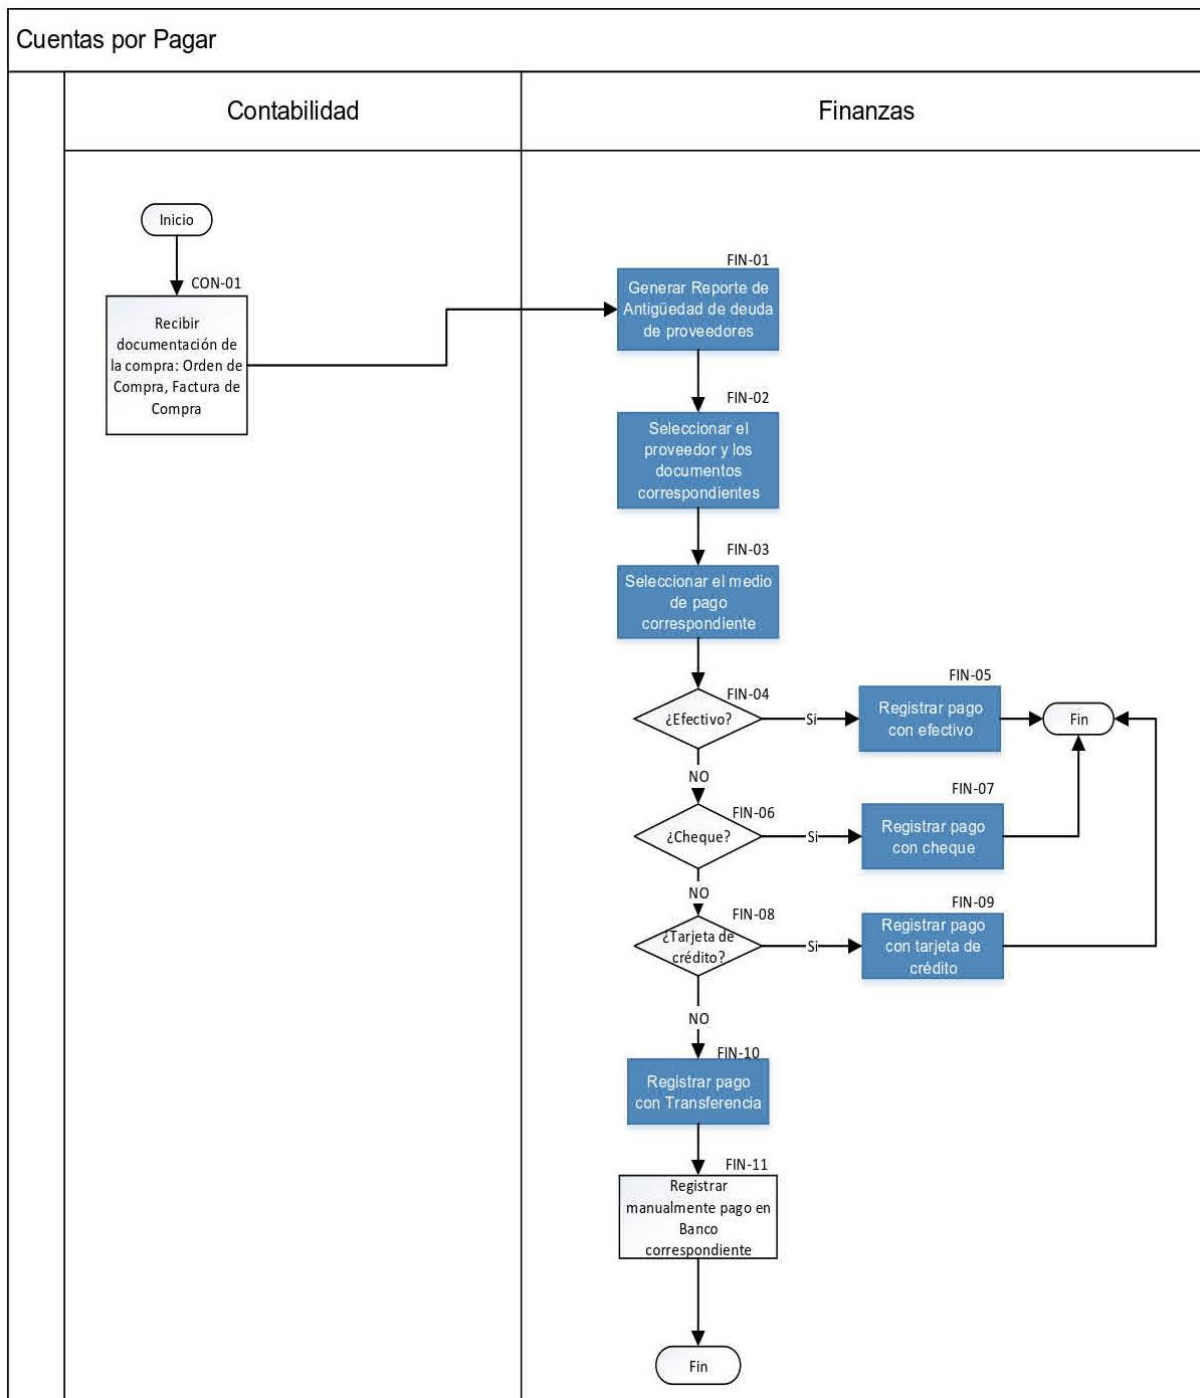 Cuentas por Pagar
Contabilidad
Finanzas
Inicio
CON-01
Recibir
documentación de
la compra: Orden de
Compra, Factura de
Compra
FIN-01
Generar Reporte de
Antigüedad de deuda
de proveedores
FIN-02
Seleccionar el
proveedor y los
documentos
correspondientes
FIN-03
Seleccionar el medio
de pago
correspondiente
FIN-04
¿Efectivo?
Si
FIN-05
Registrar pago
con efectivo
Fin
NO
FIN-06
¿Cheque?
Si
FIN-07
Registrar pago
con cheque
NO
FIN-08
¿Tarjeta de
crédito?
Si
FIN-09
Registrar pago
con tarjeta de
crédito
NO
FIN-10
Registrar pago
con Transferencia
FIN-11
Registrar
manualmente pago en
Banco
correspondiente
Fin